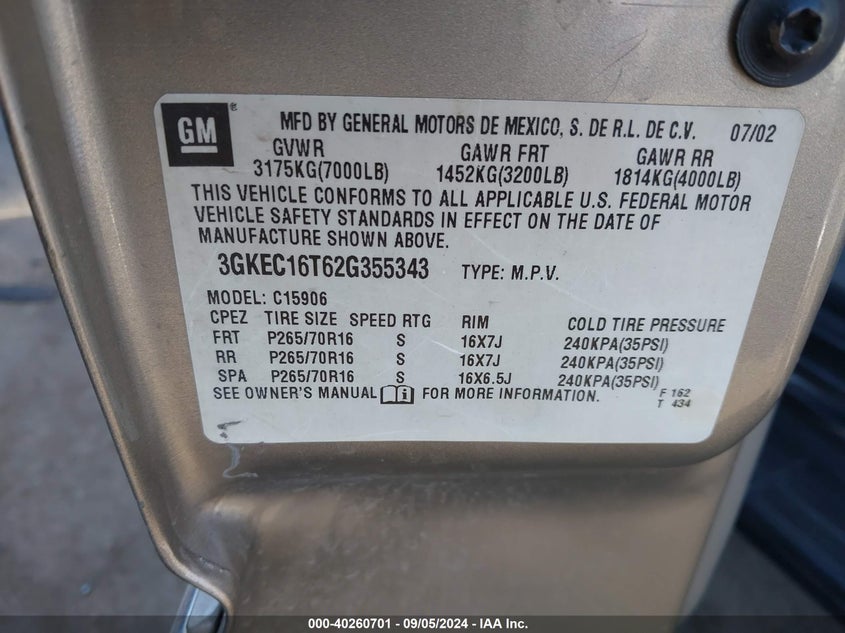 GM ® MFD BY GENERAL MOTORS DE MEXICO, S. DE R.L. DE C.V. 07/02
GVWR GAWR FRT GAWR RR
3175KG(7000LB) 1452KG(3200LB) 1814KG(4000LB)
THIS VEHICLE CONFORMS TO ALL APPLICABLE U.S. FEDERAL MOTOR
VEHICLE SAFETY STANDARDS IN EFFECT ON THE DATE OF
MANUFACTURE SHOWN ABOVE.
3GKEC16T62G355343 TYPE: M.P.V.
MODEL: C15906
CPEZ TIRE SIZE SPEED RTG RIM COLD TIRE PRESSURE
FRT P265/70R16 S 16X7J 240KPA(35PSI)
RR P265/70R16 S 16X7J 240KPA(35PSI)
SPA P265/70R16 S 16X6.5J 240KPA(35PSI)
SEE OWNER'S MANUAL FOR MORE INFORMATION. F 162
T 434
000-40260701 - 09/05/2024 - IAA Inc.